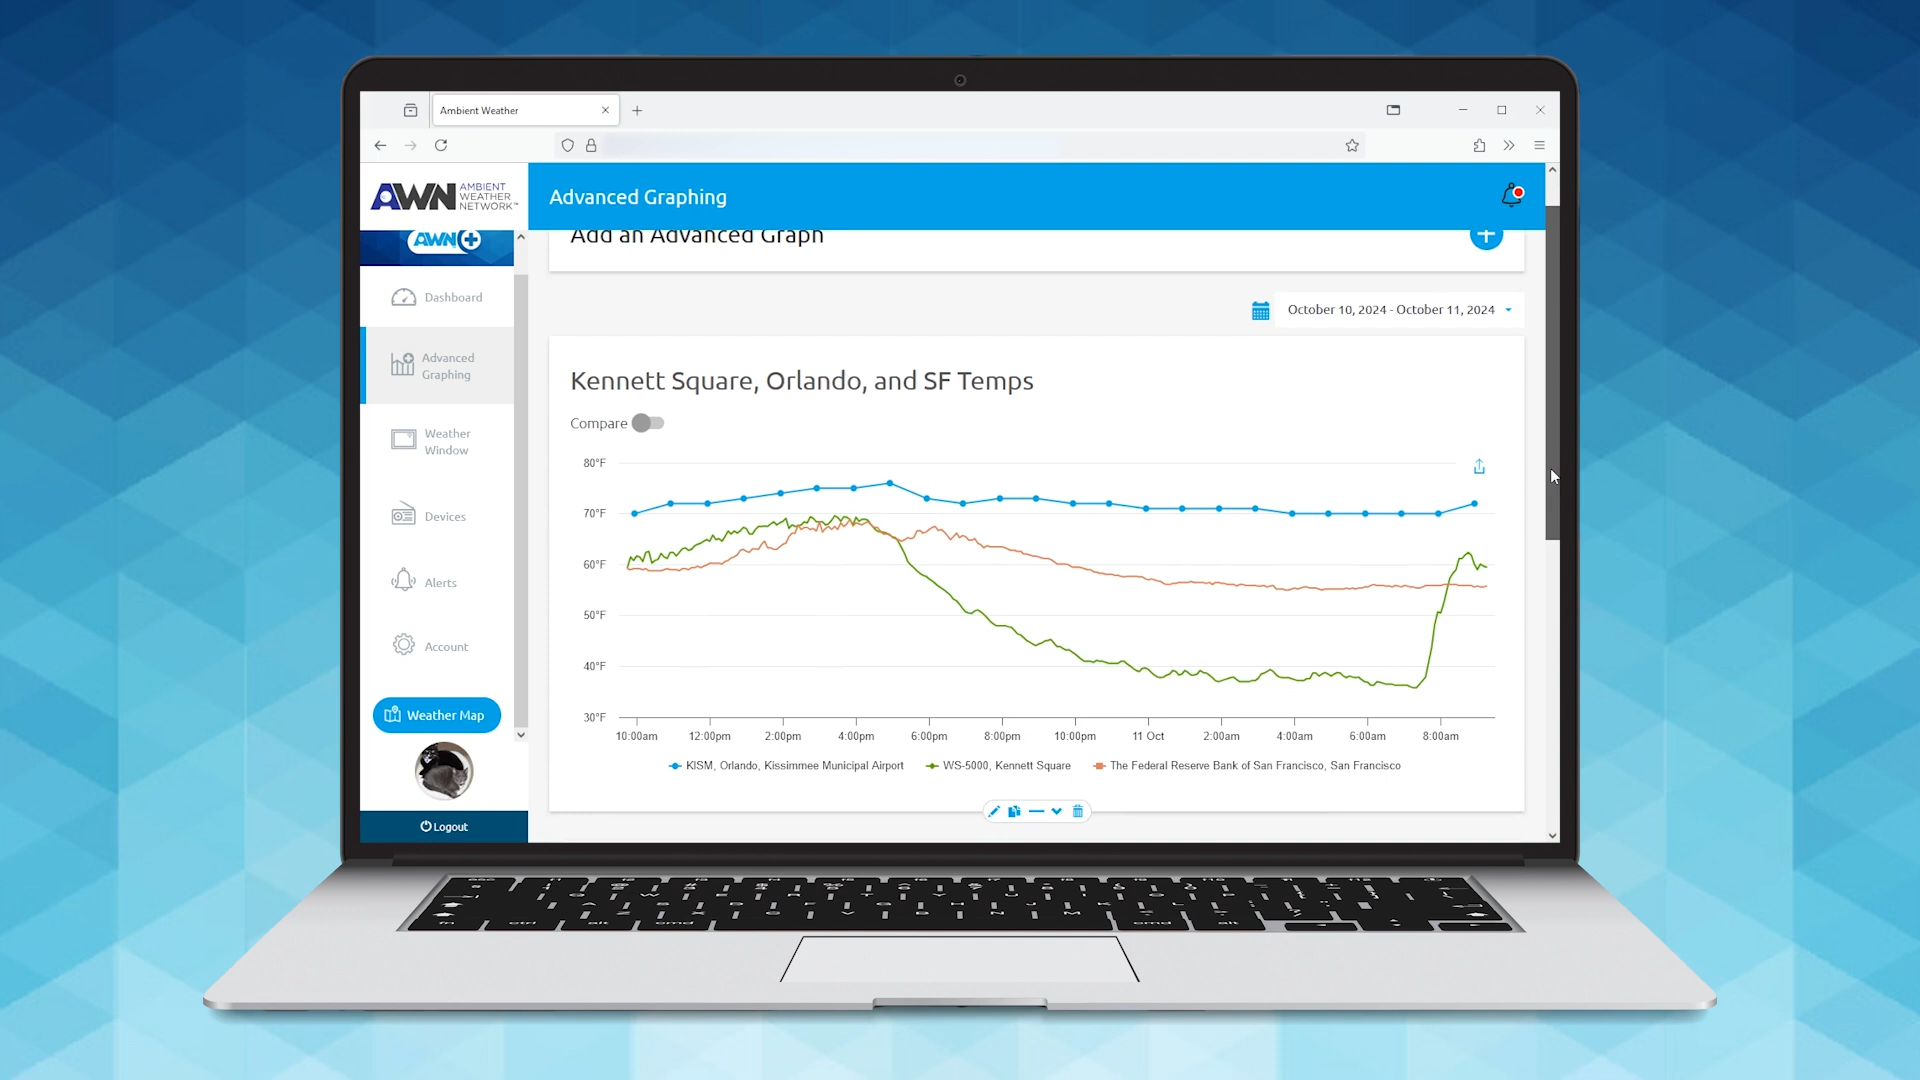 Ambient Weather
AWN AMBIENT
WEATHER
NETWORK™
Advanced Graphing
AWN+
Add an Advanced Graph
Dashboard
October 10, 2024 - October 11, 2024
Advanced
Graphing
Kennett Square, Orlando, and SF Temps
Compare
Weather
Window
80°F
70°F
60°F
50°F
40°F
30°F
Devices
Alerts
Account
Weather Map
10:00am 12:00pm 2:00pm 4:00pm 6:00pm 8:00pm 10:00pm 11 Oct 2:00am 4:00am 6:00am 8:00am
KISM, Orlando, Kissimmee Municipal Airport WS-5000, Kennett Square The Federal Reserve Bank of San Francisco, San Francisco
Logout